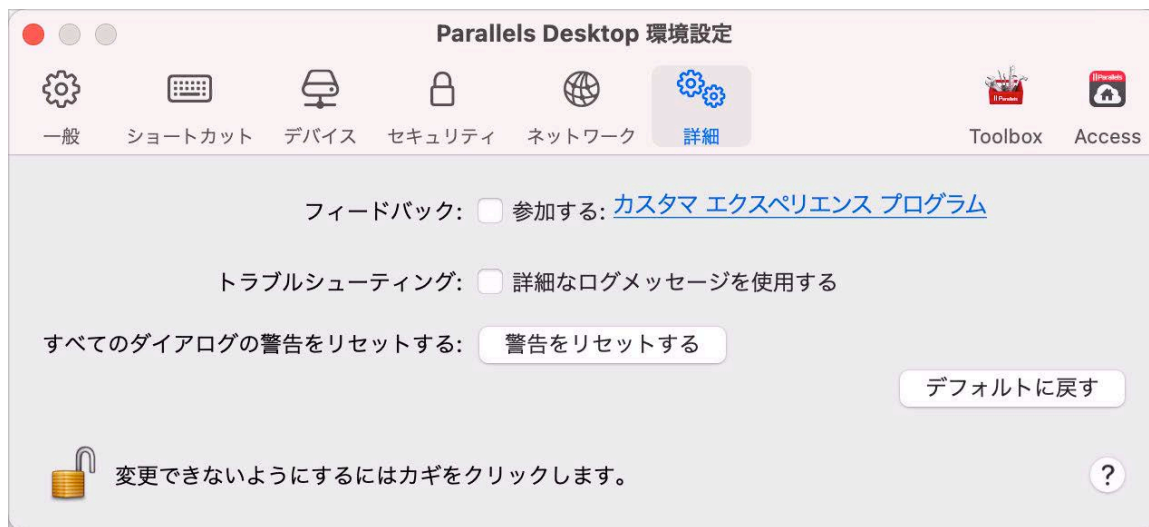 Parallels Desktop 環境設定
一般 ショートカット デバイス セキュリティ ネットワーク 詳細 Toolbox Access
フィードバック: 参加する: カスタマ エクスペリエンス プログラム
トラブルシューティング: 詳細なログメッセージを使用する
すべてのダイアログの警告をリセットする: 警告をリセットする
デフォルトに戻す
変更できないようにするにはカギをクリックします。 ?